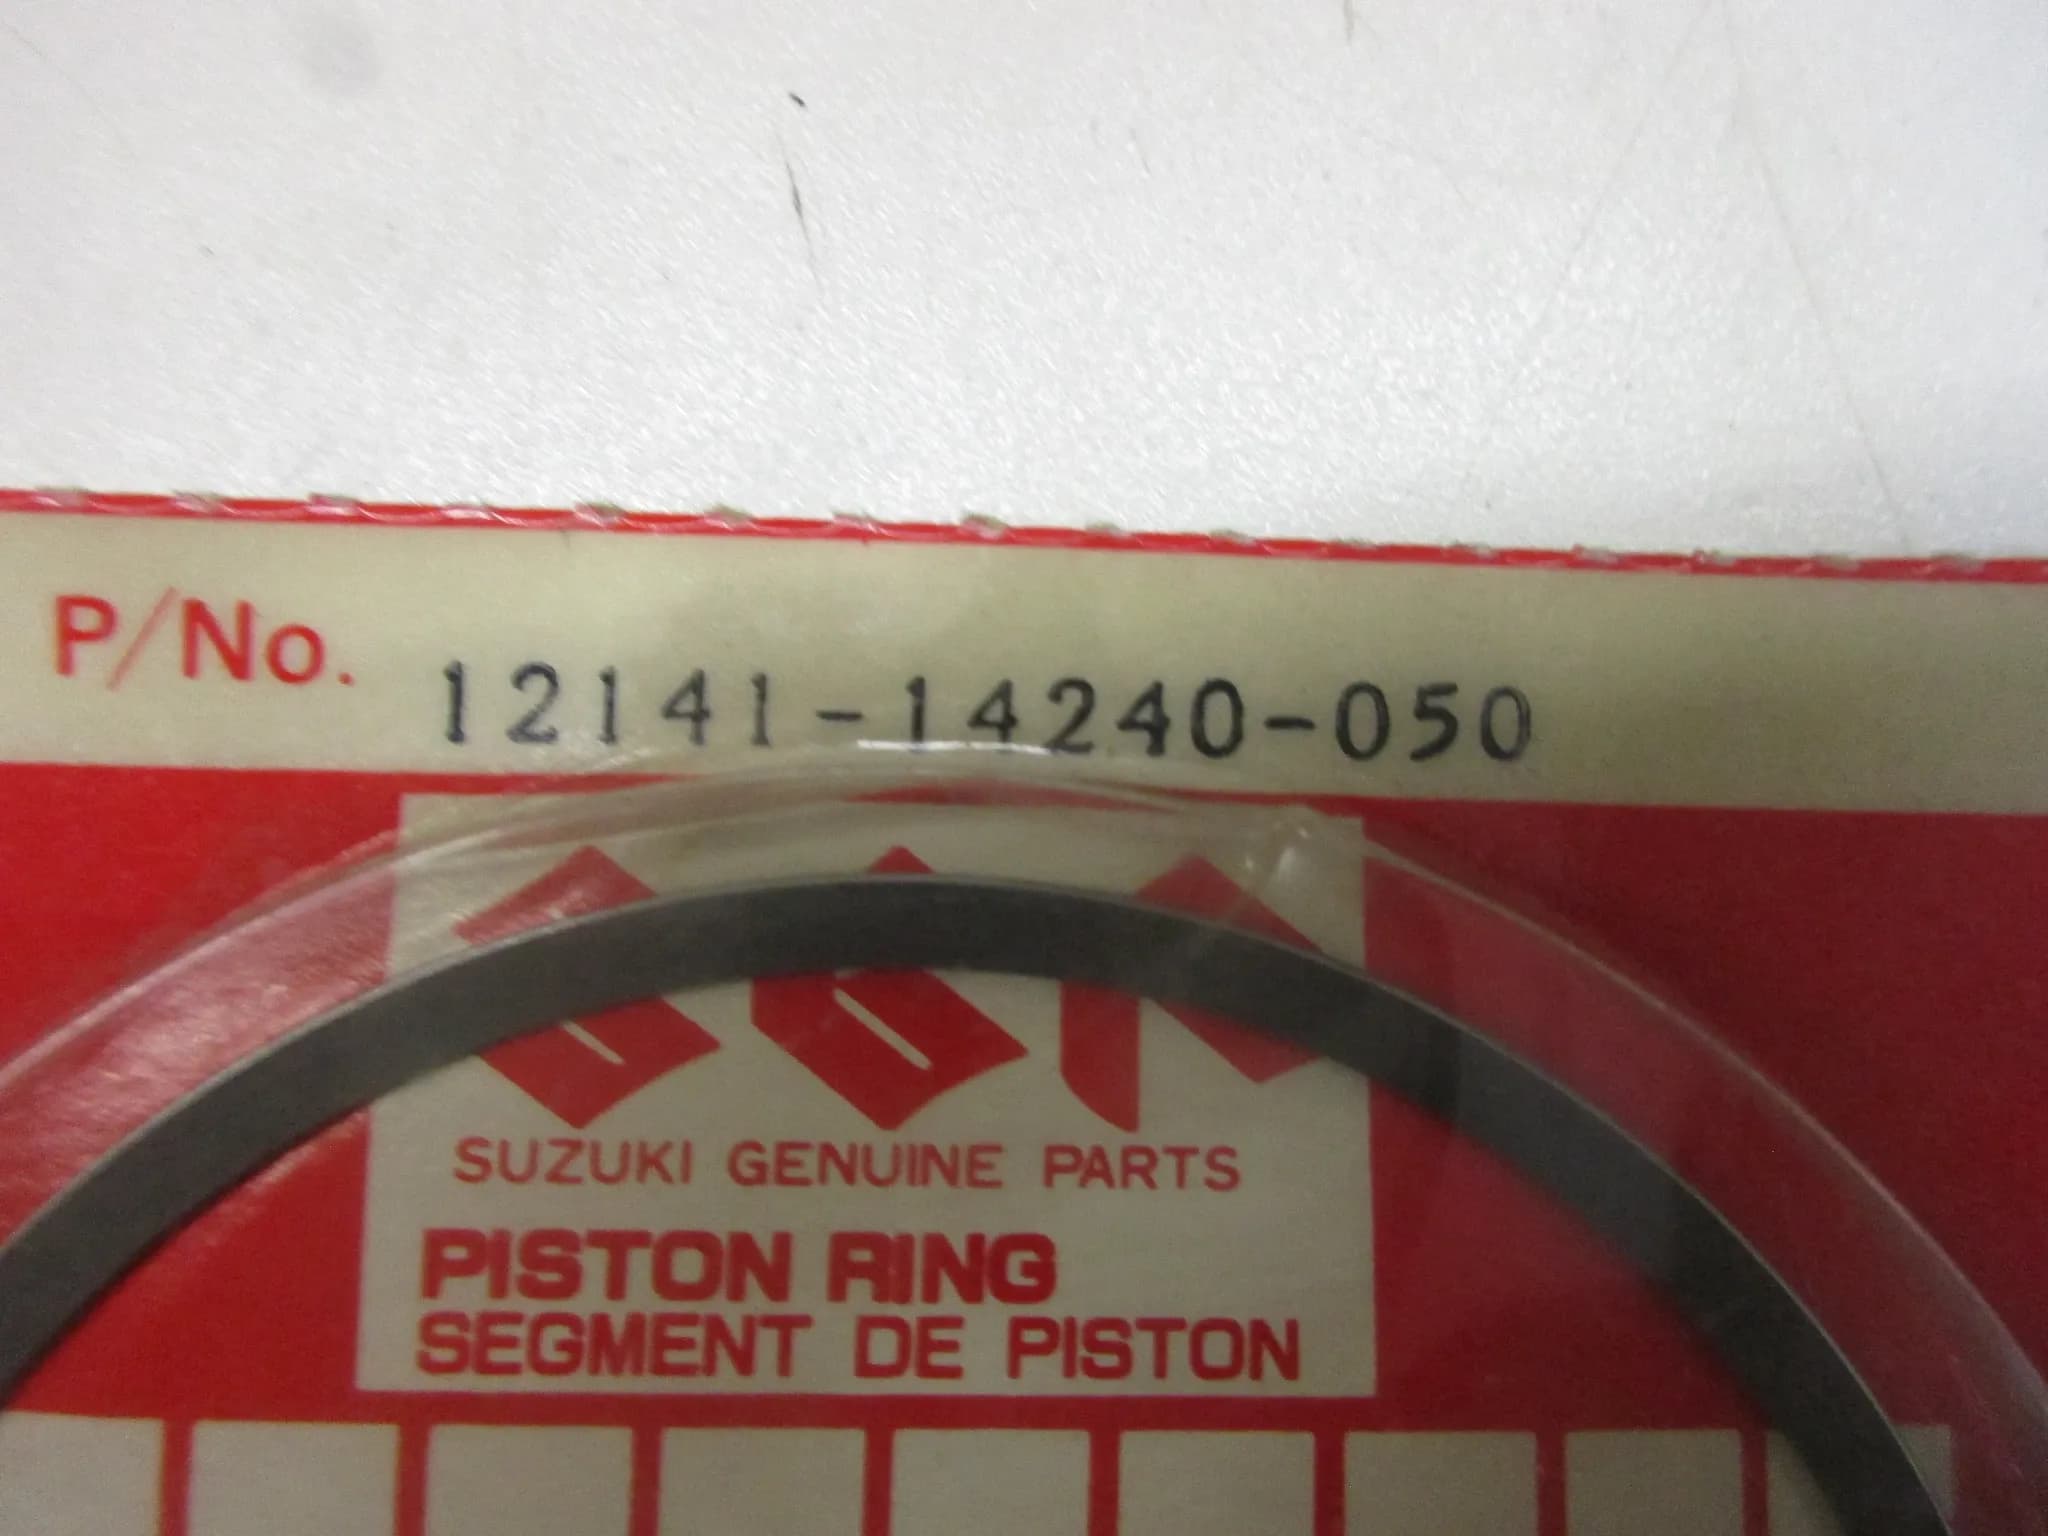 P/No. 12141-14240-050
SUZUKI GENUINE PARTS
PISTON RING
SEGMENT DE PISTON